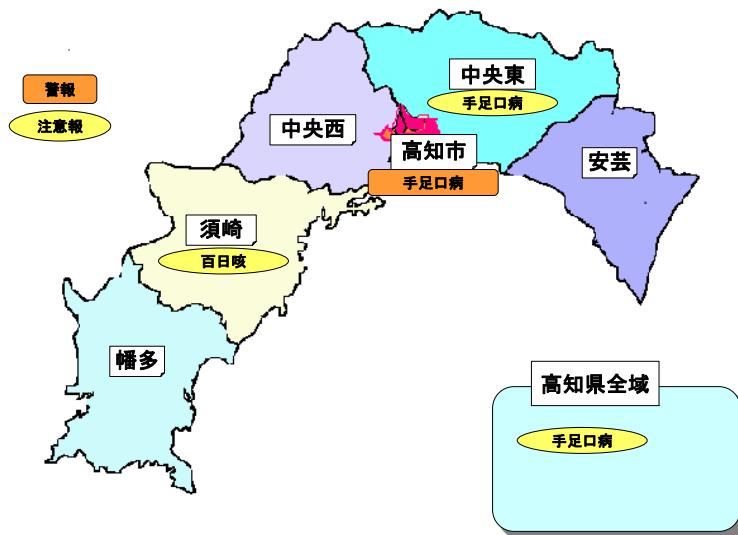 警報
注意報
中央東
手足口病
中央西
高知市
手足口病
安芸
須崎
百日咳
幡多
高知県全域
手足口病